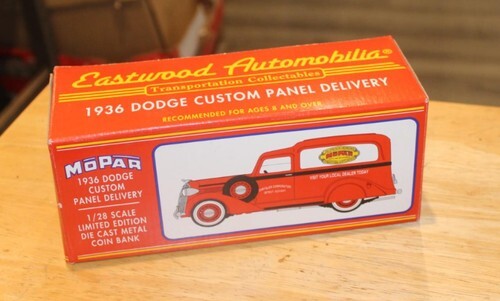 Eastwood Automobilia®
Transportation Collectables
1936 DODGE CUSTOM PANEL DELIVERY
RECOMMENDED FOR AGES 8 AND OVER
MOPAR
1936 DODGE
CUSTOM
PANEL DELIVERY
1/28 SCALE
LIMITED EDITION
DIE CAST METAL
COIN BANK
MOPAR
VISIT YOUR LOCAL DEALER TODAY